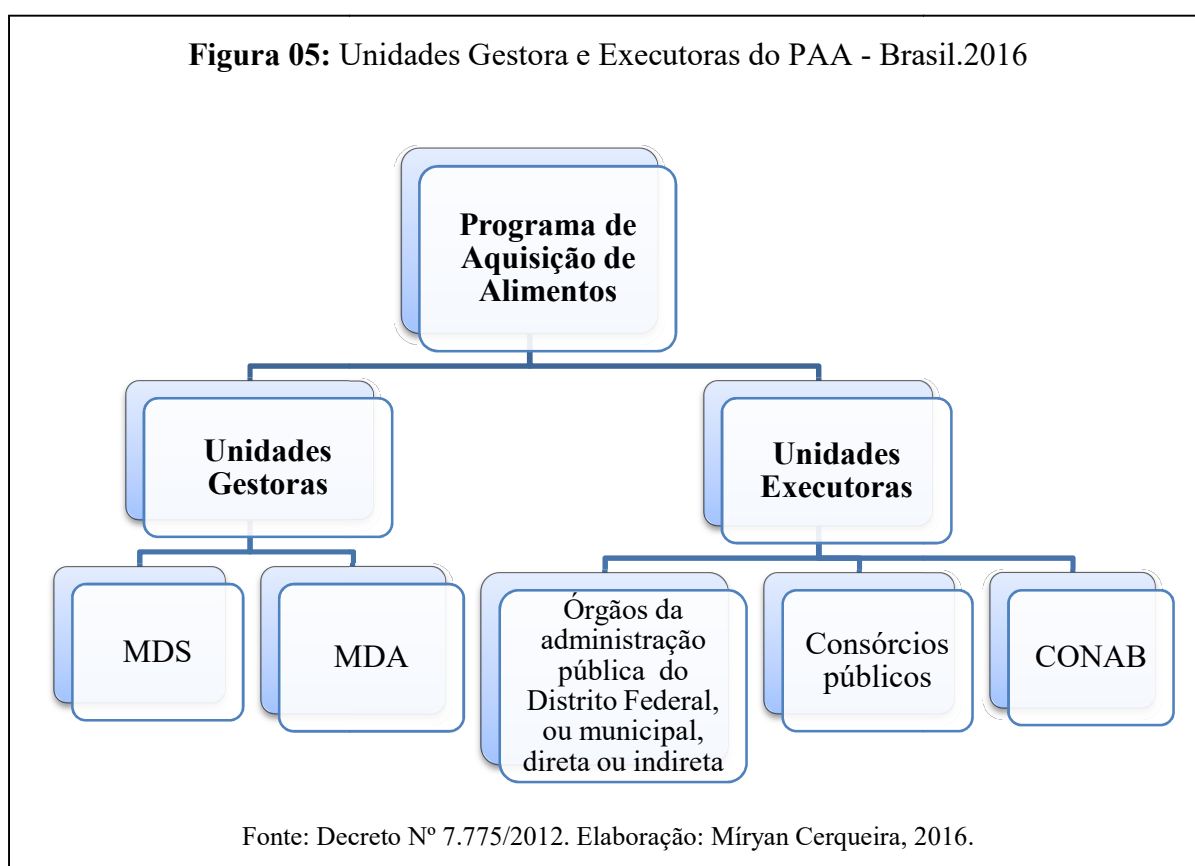 Figura 05: Unidades Gestora e Executoras do PAA - Brasil.2016
Programa de
Aquisição de
Alimentos
Unidades
Gestoras
Unidades
Executoras
MDS
MDA
Órgãos da
administração
pública do
Distrito Federal,
ou municipal,
direta ou indireta
Consórcios
públicos
CONAB
Fonte: Decreto Nº 7.775/2012. Elaboração: Míryan Cerqueira, 2016.